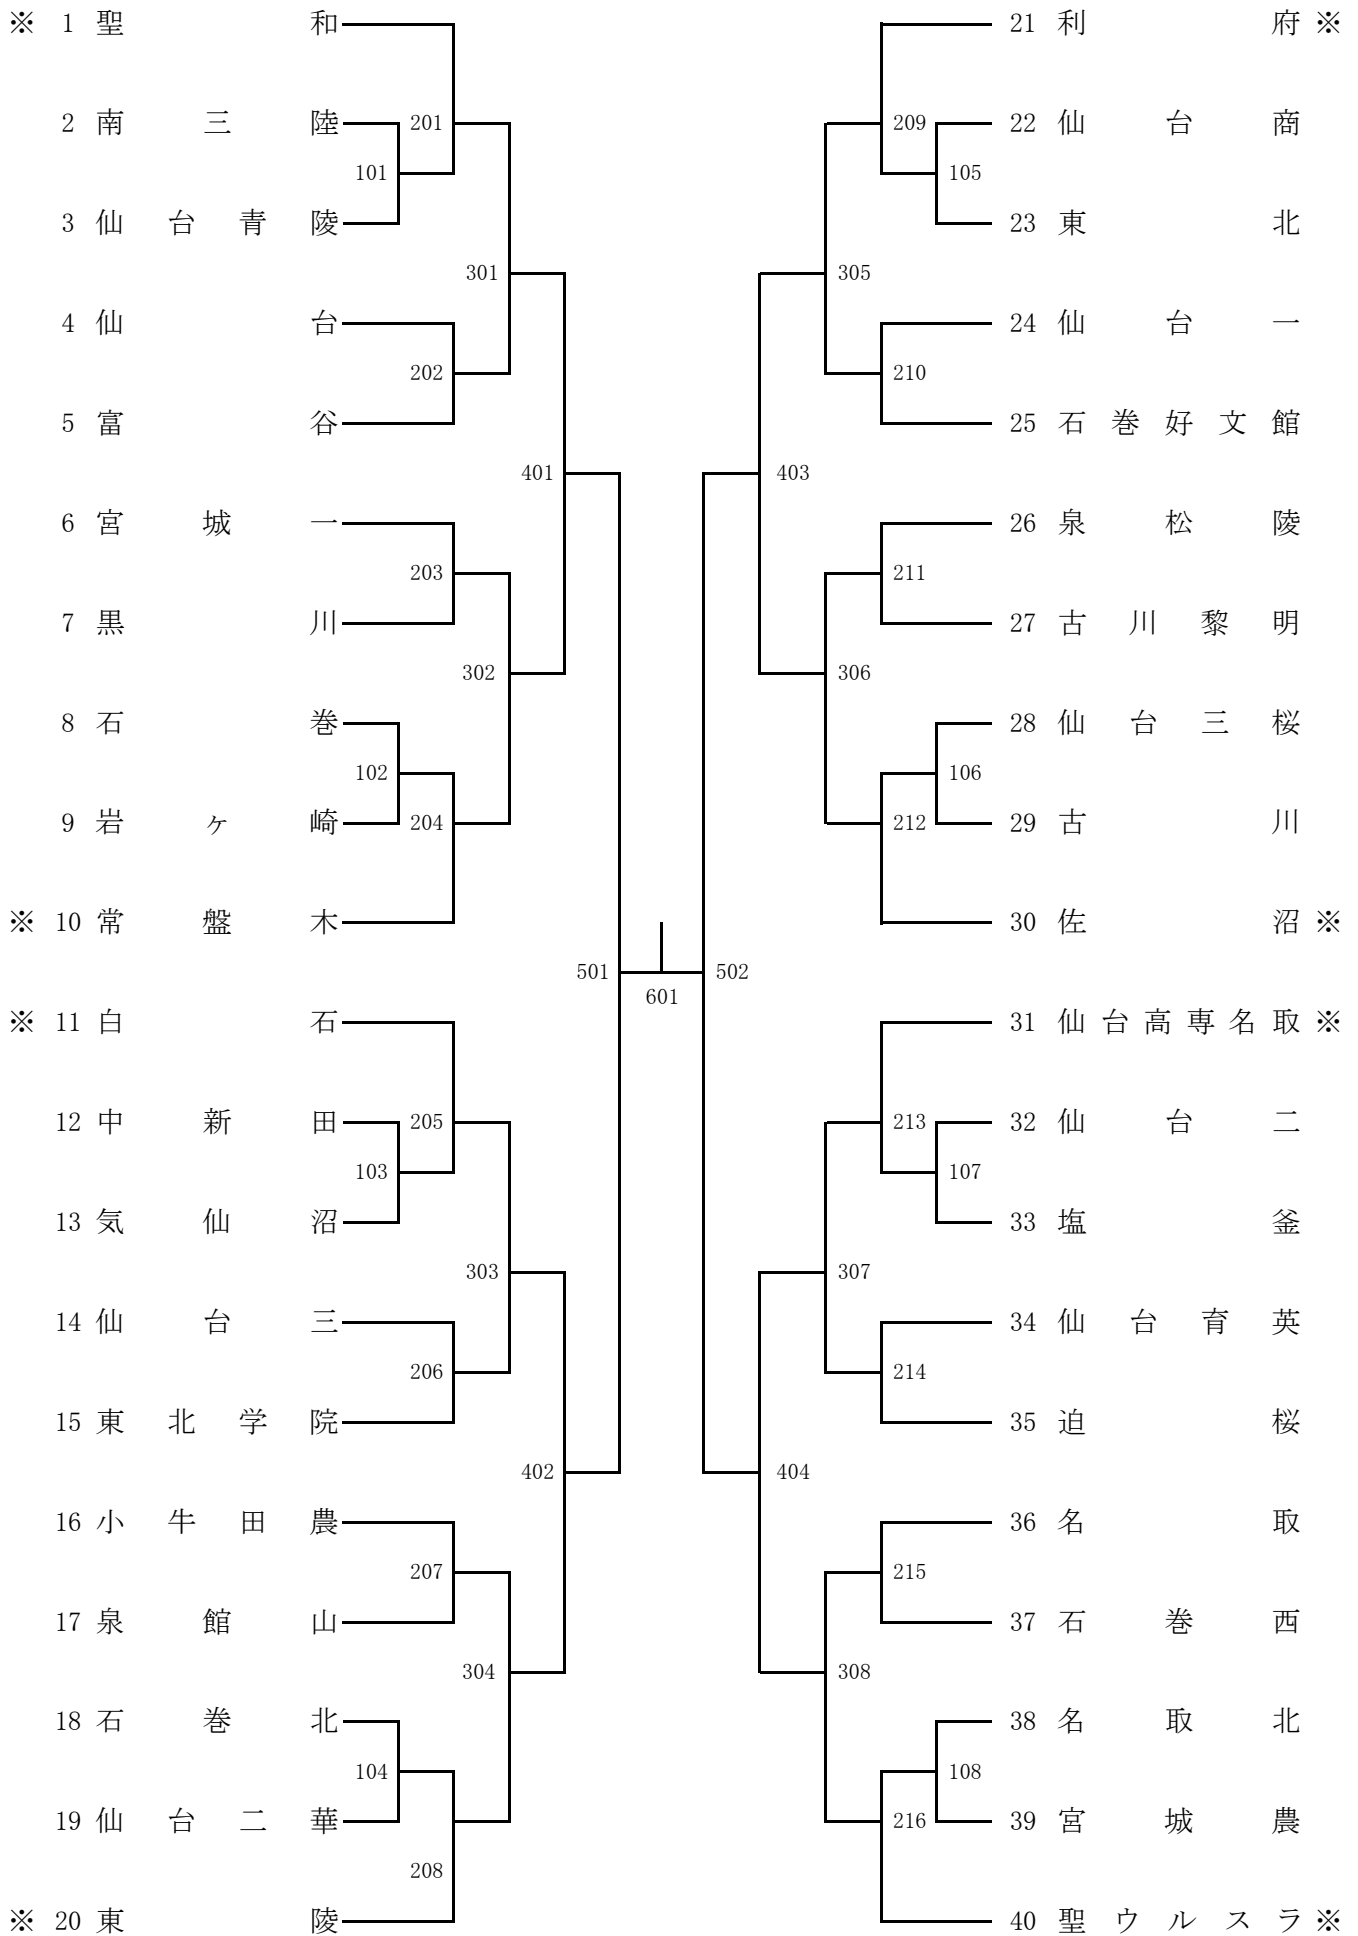 ※ 1 聖和
2 南三陸
201
101
3 仙台青陵
301
4 仙台
202
5 富谷
401
6 宮城一
203
7 黒川
302
8 石巻
102
9 岩ヶ崎
204
※ 10 常盤木
501
601
502
※ 11 白石
12 中新田
205
103
13 気仙沼
303
14 仙台三
206
15 東北学院
402
16 小牛田農
207
17 泉館山
304
18 石巻北
104
19 仙台二華
208
※ 20 東陵
21 利府 ※
209
22 仙台商
105
23 東北
305
24 仙台一
210
25 石巻好文館
403
26 泉松陵
211
27 古川黎明
306
28 仙台三桜
106
212
29 古川
30 佐沼 ※
31 仙台高専名取 ※
213
32 仙台二
107
33 塩釜
307
34 仙台育英
214
35 迫桜
404
36 名取
215
37 石巻西
308
38 名取北
108
216
39 宮城農
40 聖ウルスラ ※